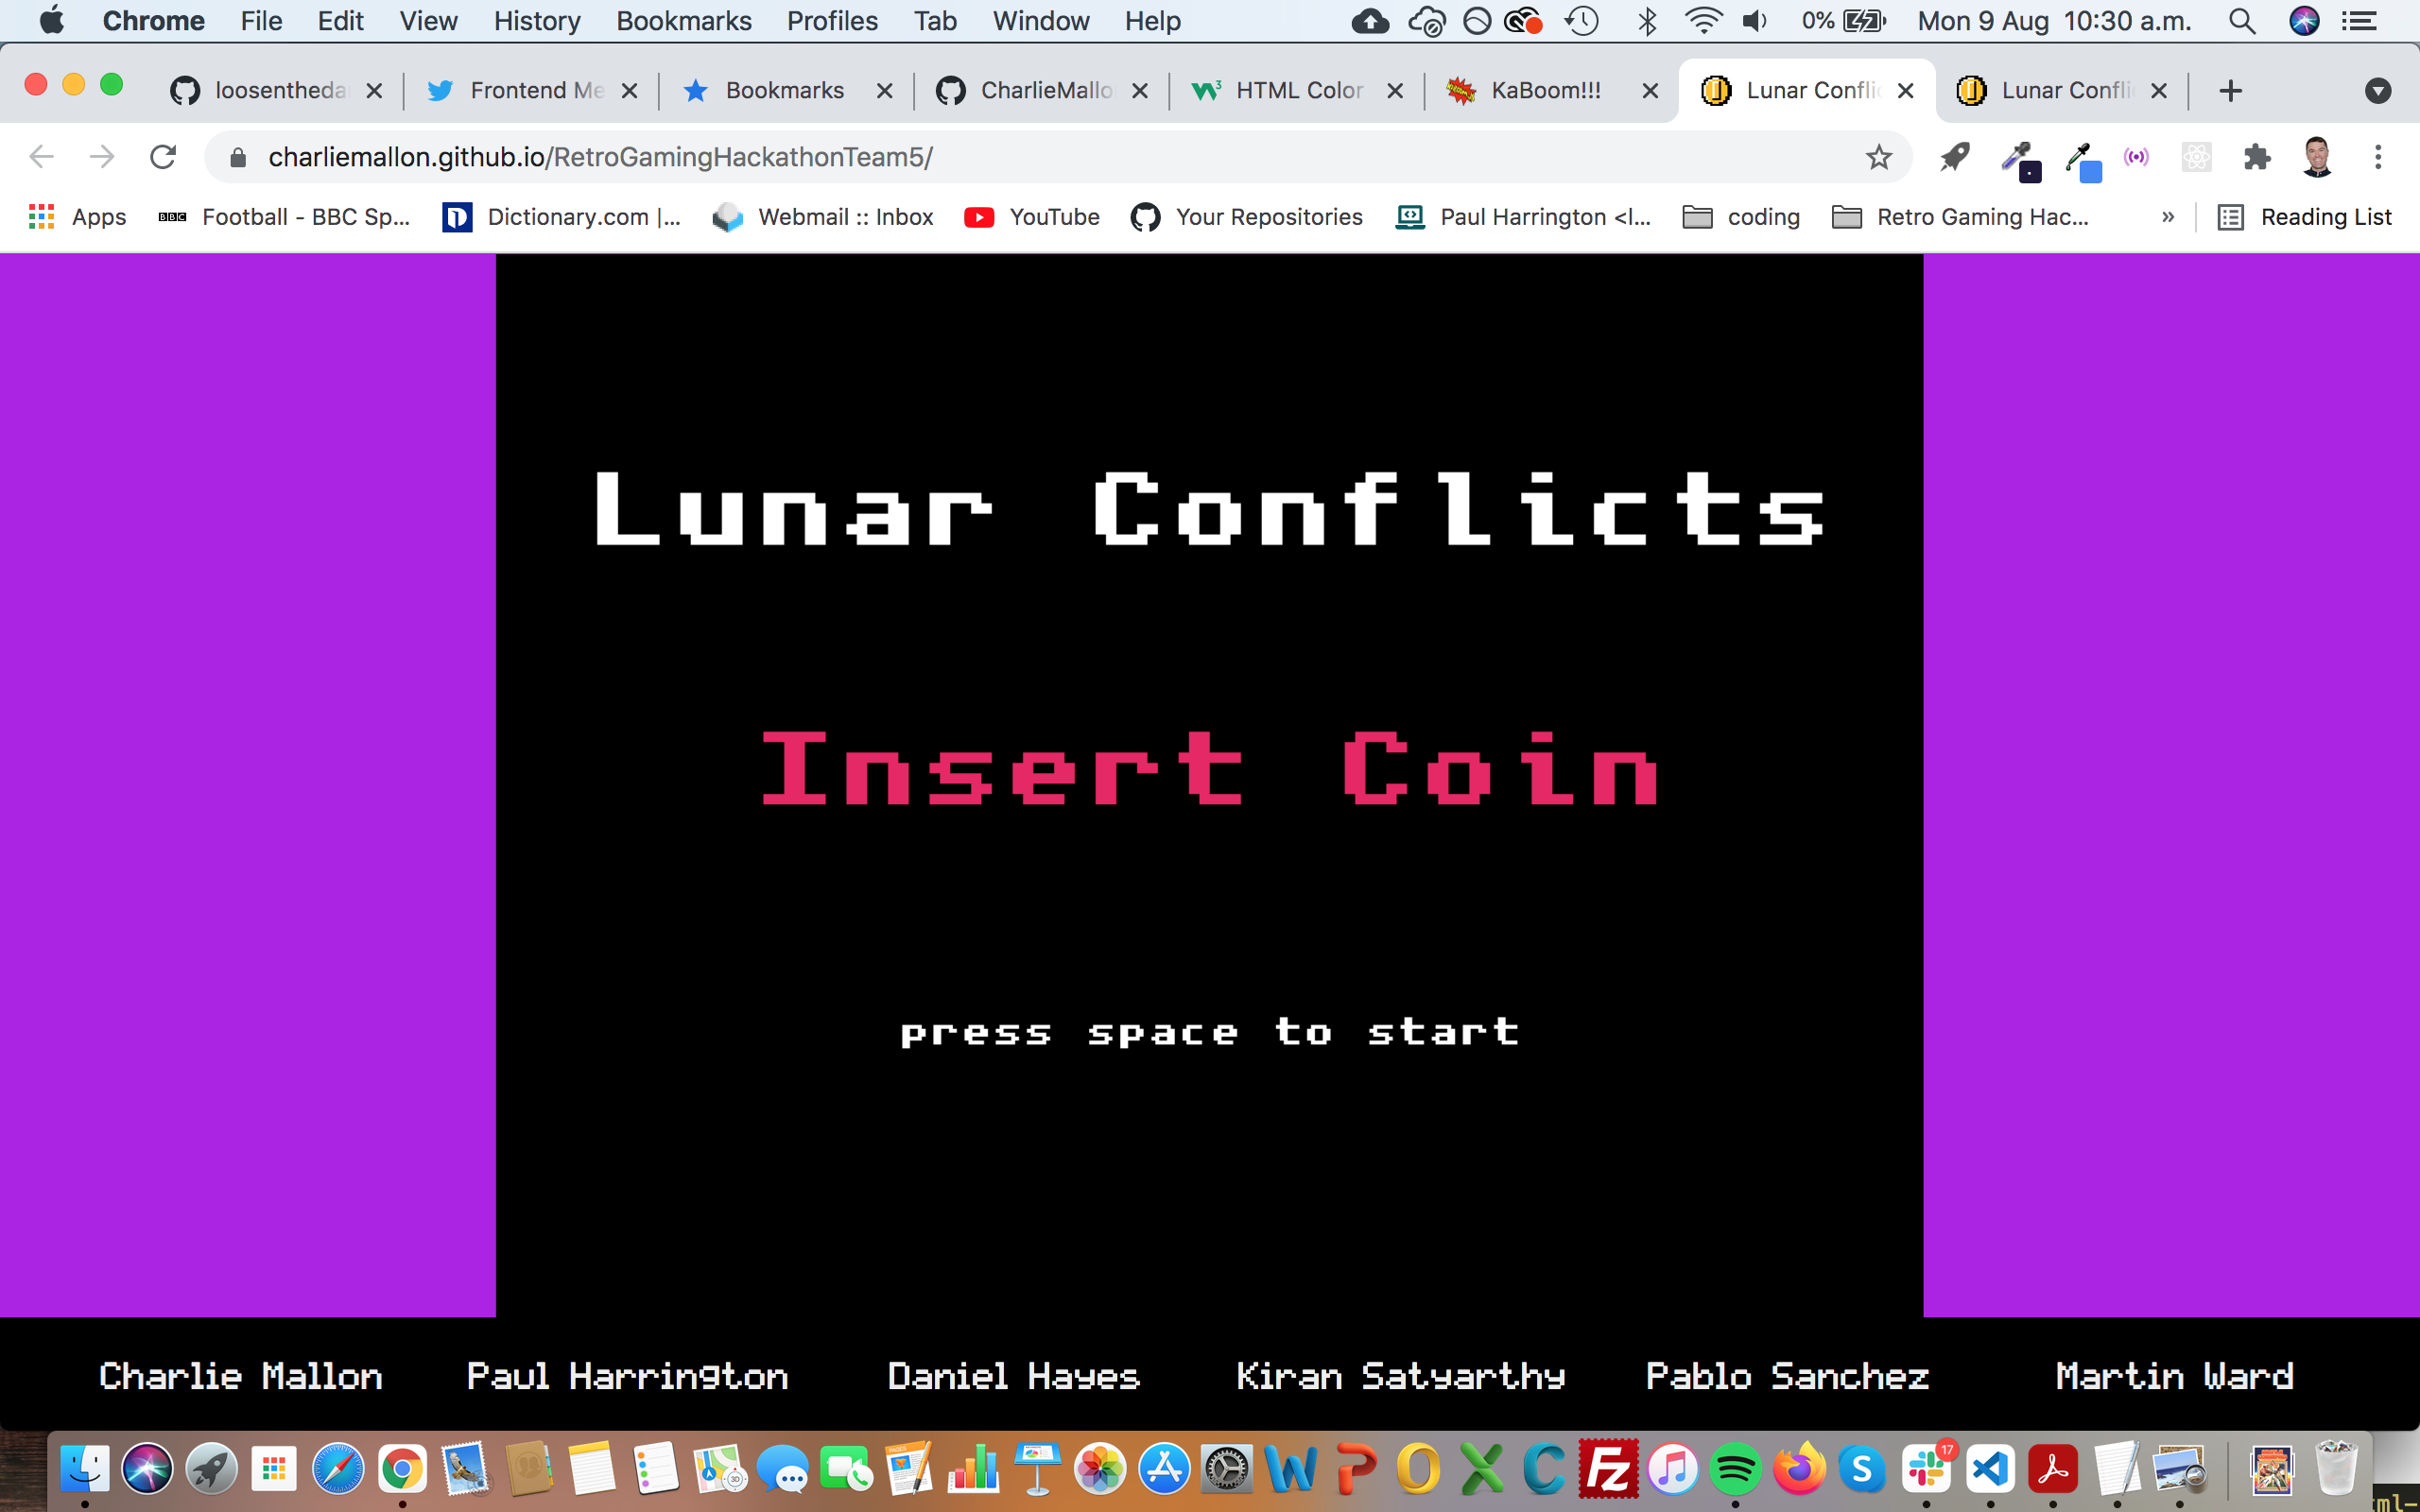 Chrome File Edit View History Bookmarks Profiles Tab Window Help 0% Mon 9 Aug 10:30 a.m.
loosentheda Frontend Me Bookmarks CharlieMallo HTML Color KaBoom!!! Lunar Conflic Lunar Confli
charliemallon.github.io/RetroGamingHackathonTeam5/
Apps BBC Football - BBC Sp... Dictionary.com |... Webmail :: Inbox YouTube Your Repositories Paul Harrington <l... coding Retro Gaming Hac... » Reading List
Lunar Conflicts
Insert Coin
press space to start
Charlie Mallon Paul Harrington Daniel Hayes Kiran Satyarthy Pablo Sanchez Martin Ward
17